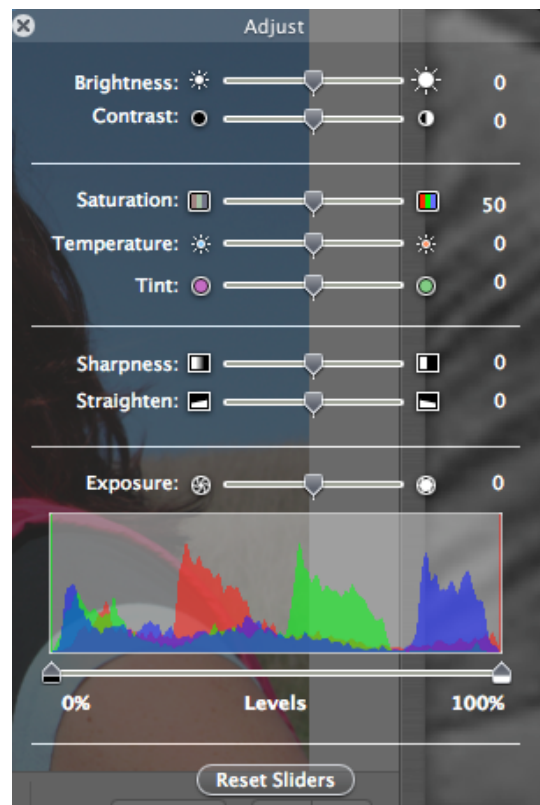 Adjust
Brightness: 0
Contrast: 0
Saturation: 50
Temperature: 0
Tint: 0
Sharpness: 0
Straighten: 0
Exposure: 0
0% Levels 100%
Reset Sliders